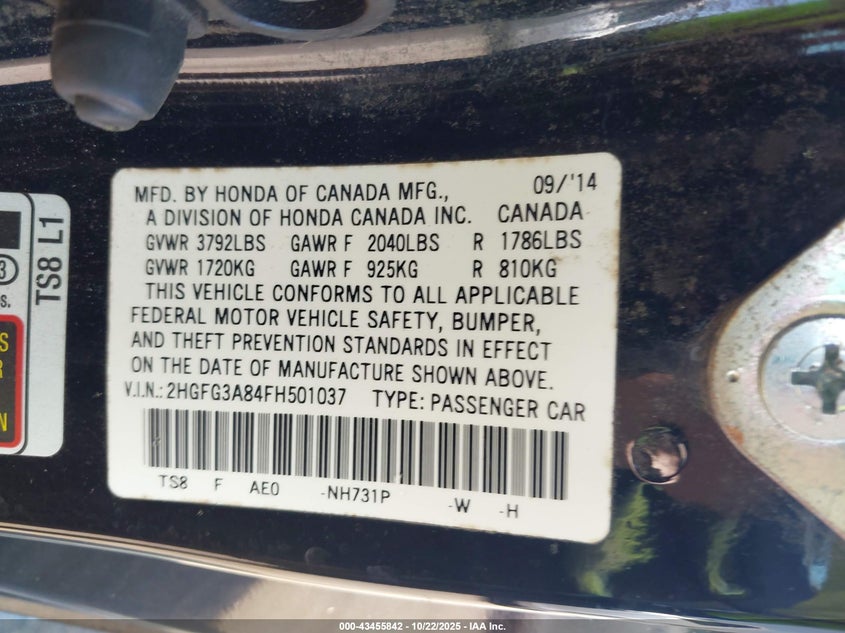 MFD. BY HONDA OF CANADA MFG., 09/'14
A DIVISION OF HONDA CANADA INC. CANADA
GVWR 3792LBS GAWR F 2040LBS R 1786LBS
GVWR 1720KG GAWR F 925KG R 810KG
THIS VEHICLE CONFORMS TO ALL APPLICABLE
FEDERAL MOTOR VEHICLE SAFETY, BUMPER,
AND THEFT PREVENTION STANDARDS IN EFFECT
ON THE DATE OF MANUFACTURE SHOWN ABOVE.
V.I.N.: 2HGFG3A84FH501037 TYPE: PASSENGER CAR
TS8 F AE0 -NH731P -W -H
TS8 L1
3
s.
S
R
N
000-43455842 - 10/22/2025 - IAA Inc.